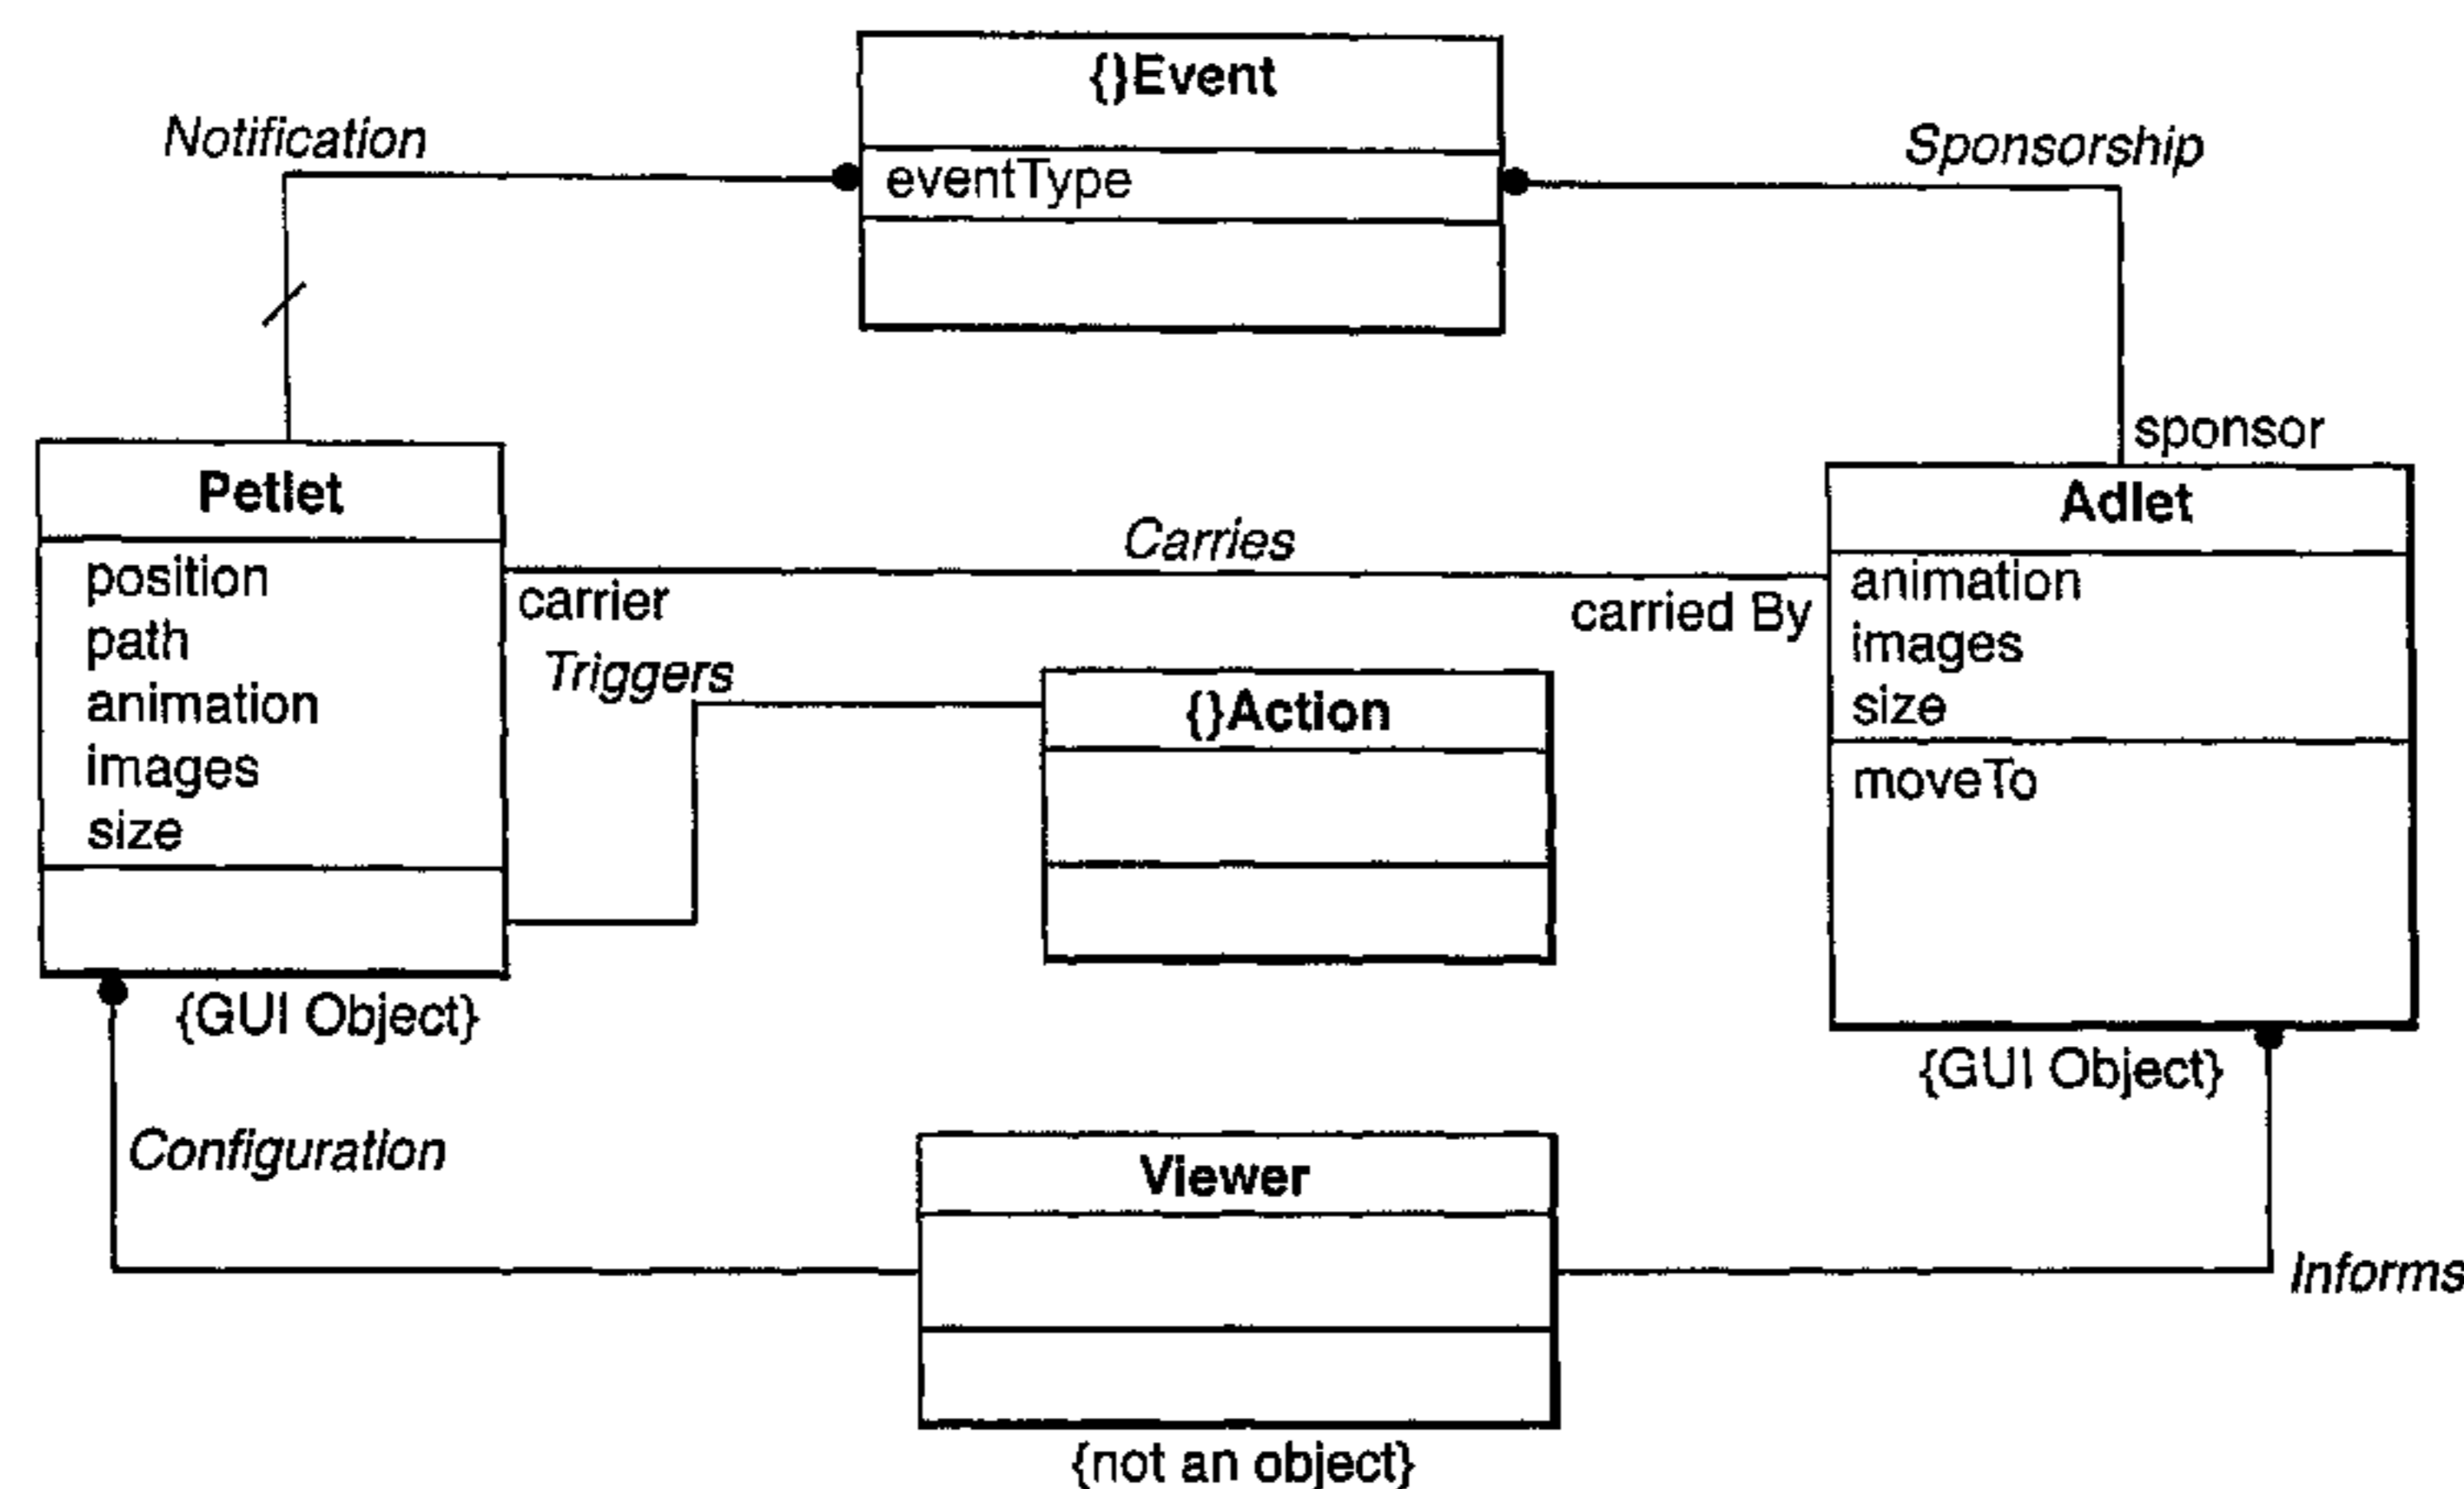 {}Event
eventType
Notification
Sponsorship
sponsor
Petlet
position
path
animation
images
size
{GUI Object}
Carries
carrier
carried By
Triggers
{}Action
Adlet
animation
images
size
moveTo
{GUI Object}
Configuration
Viewer
{not an object}
Informs